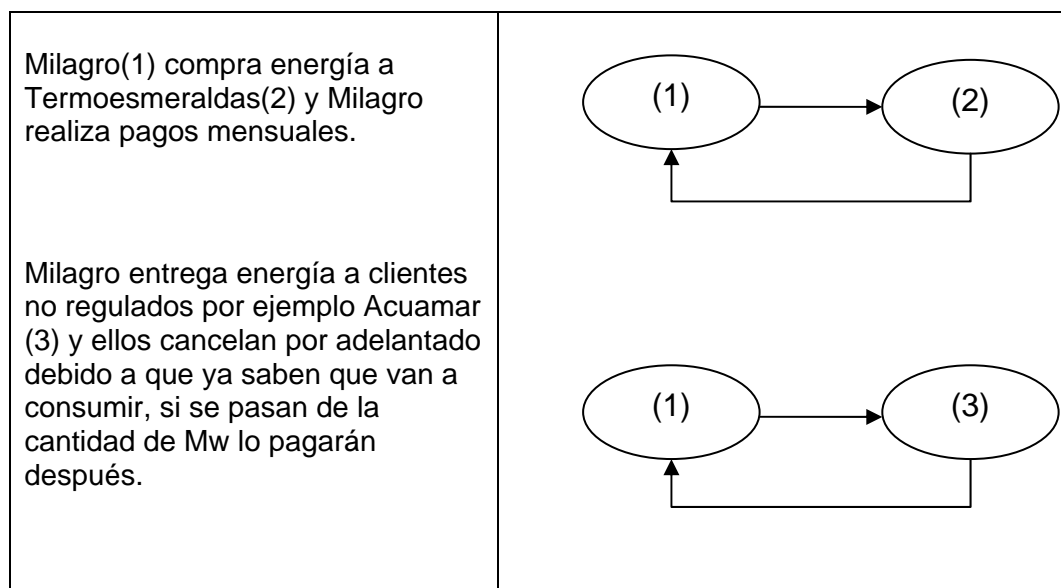 Milagro(1) compra energía a
Termoesmeraldas(2) y Milagro
realiza pagos mensuales.
(1)
(2)
Milagro entrega energía a clientes
no regulados por ejemplo Acuamar
(3) y ellos cancelan por adelantado
debido a que ya saben que van a
consumir, si se pasan de la
cantidad de Mw lo pagarán
después.
(1)
(3)